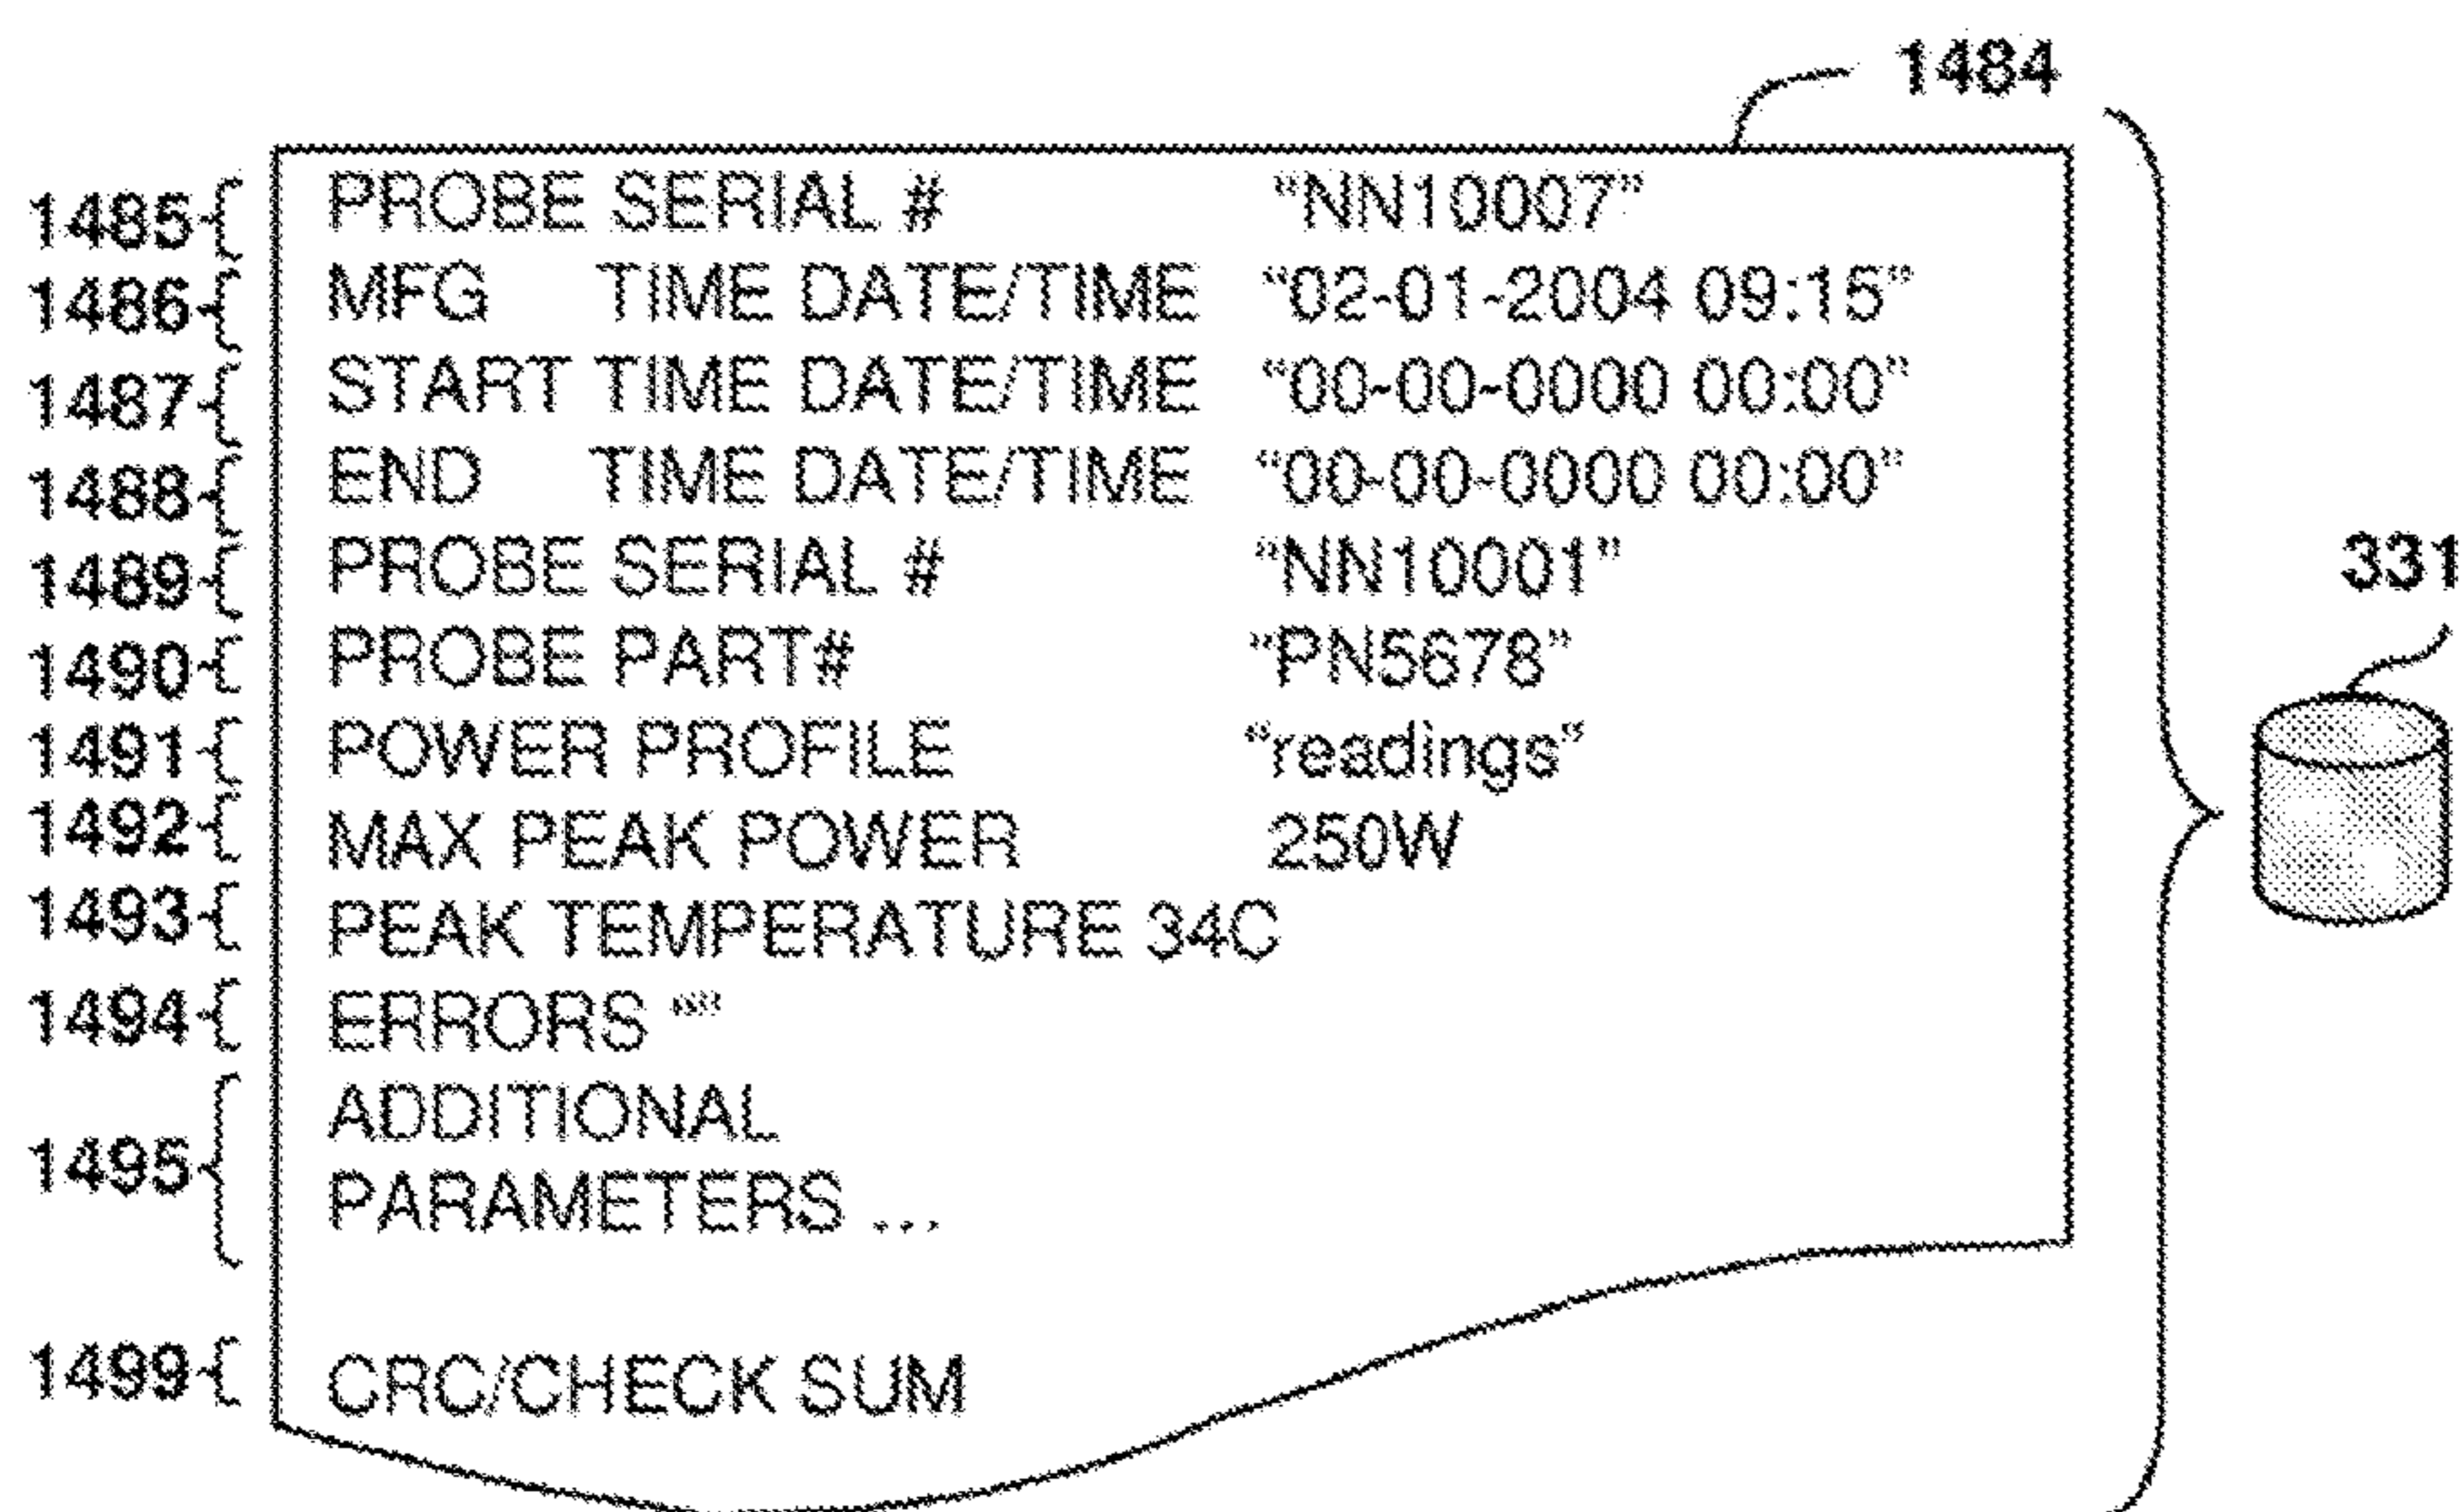 1484
1485 PROBE SERIAL # “NN10007”
1486 MFG TIME DATE/TIME “02-01-2004 09:15”
1487 START TIME DATE/TIME “00-00-0000 00:00”
1488 END TIME DATE/TIME “00-00-0000 00:00”
1489 PROBE SERIAL # “NN10001”
331
1490 PROBE PART# “PN5678”
1491 POWER PROFILE “readings”
1492 MAX PEAK POWER 250W
1493 PEAK TEMPERATURE 34C
1494 ERRORS “”
ADDITIONAL
1495 PARAMETERS ...
1499 CRC/CHECK SUM